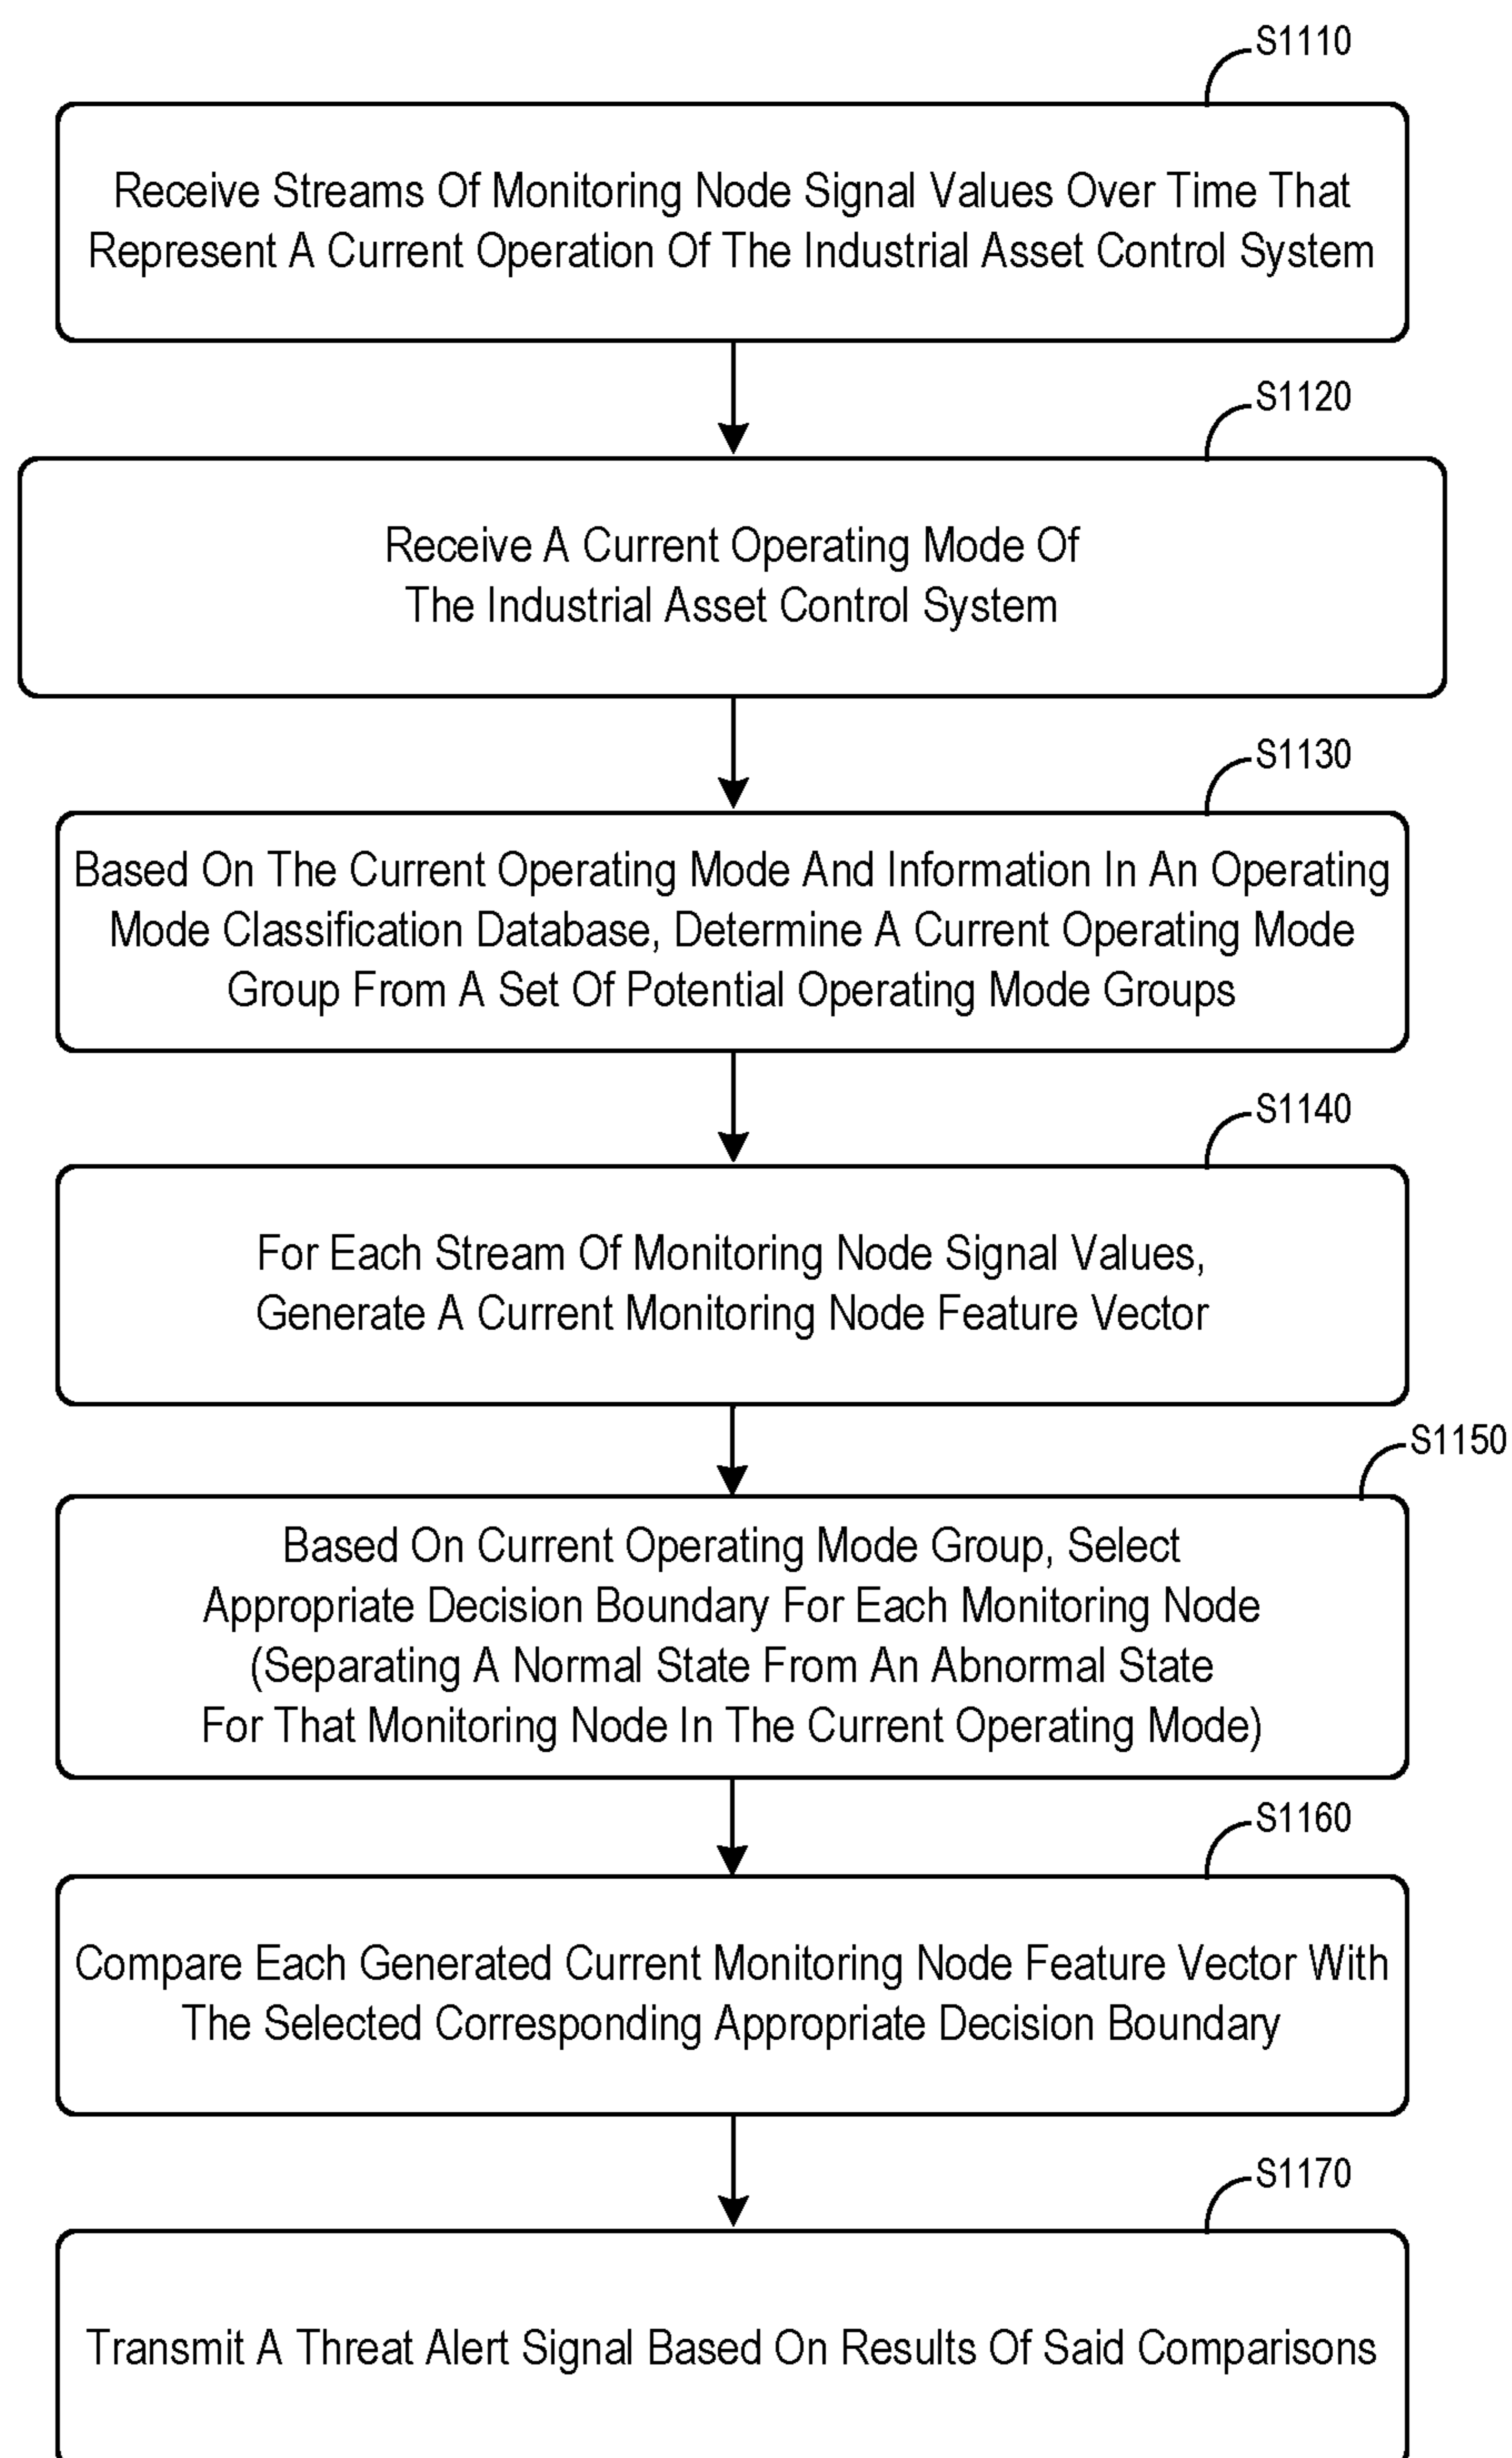 S1110
Receive Streams Of Monitoring Node Signal Values Over Time That
Represent A Current Operation Of The Industrial Asset Control System
S1120
Receive A Current Operating Mode Of
The Industrial Asset Control System
S1130
Based On The Current Operating Mode And Information In An Operating
Mode Classification Database, Determine A Current Operating Mode
Group From A Set Of Potential Operating Mode Groups
S1140
For Each Stream Of Monitoring Node Signal Values,
Generate A Current Monitoring Node Feature Vector
S1150
Based On Current Operating Mode Group, Select
Appropriate Decision Boundary For Each Monitoring Node
(Separating A Normal State From An Abnormal State
For That Monitoring Node In The Current Operating Mode)
S1160
Compare Each Generated Current Monitoring Node Feature Vector With
The Selected Corresponding Appropriate Decision Boundary
S1170
Transmit A Threat Alert Signal Based On Results Of Said Comparisons